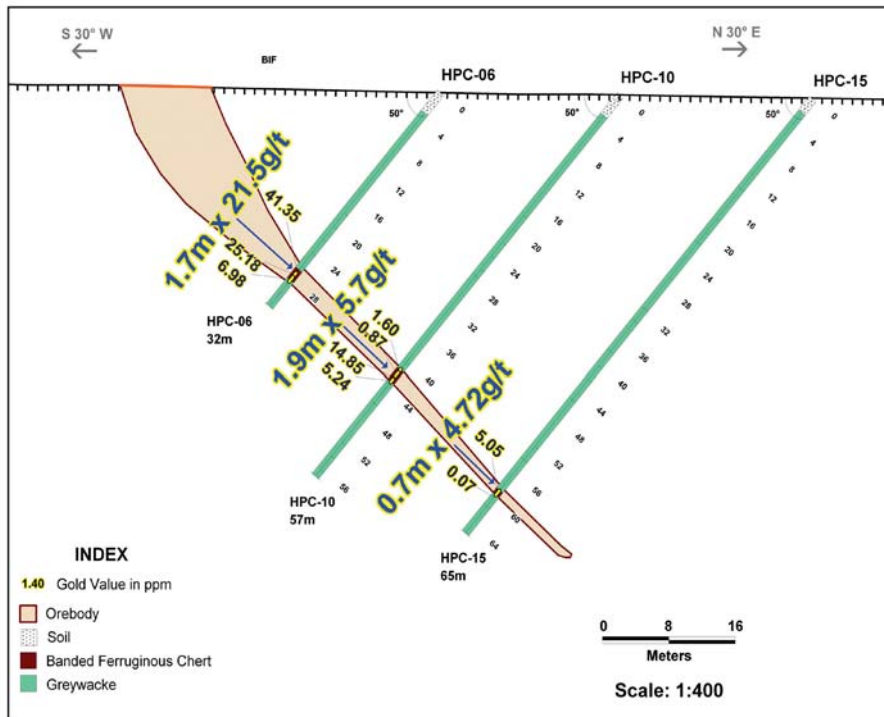 S 30° W
N 30° E
BIF
HPC-06
HPC-10
HPC-15
50°
0
4
8
12
16
20
24
28
50°
0
4
8
12
16
20
24
28
32
36
40
44
48
52
56
50°
0
4
8
12
16
20
24
28
32
36
40
44
48
52
56
60
64
1.7m x 21.5g/t
41.35
25.18
6.98
HPC-06
32m
1.9m x 5.7g/t
1.60
0.87
14.85
5.24
HPC-10
57m
0.7m x 4.72g/t
5.05
0.07
HPC-15
65m
INDEX
1.40 Gold Value in ppm
Orebody
Soil
Banded Ferruginous Chert
Greywacke
0 8 16
Meters
Scale: 1:400